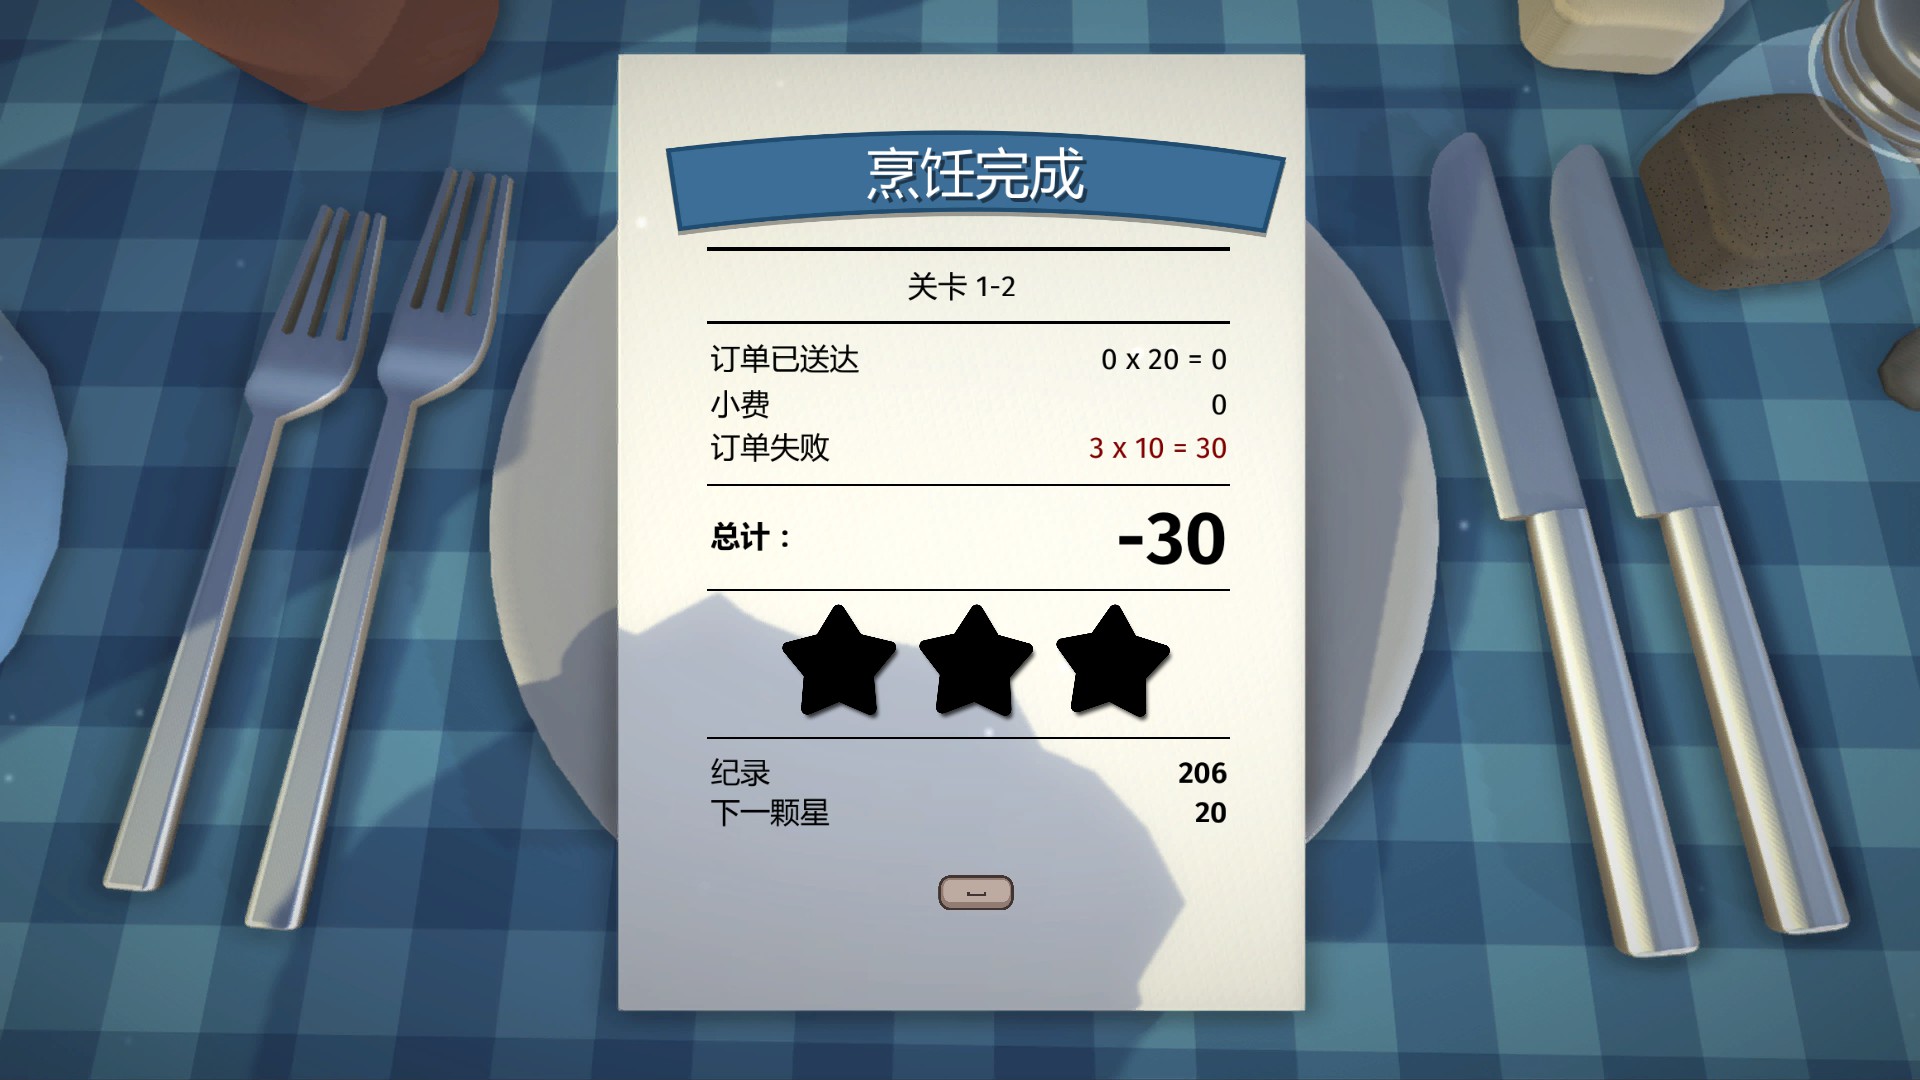 烹饪完成
关卡 1-2
订单已送达 0 x 20 = 0
小费 0
订单失败 3 x 10 = 30
总计： -30
纪录 206
下一颗星 20